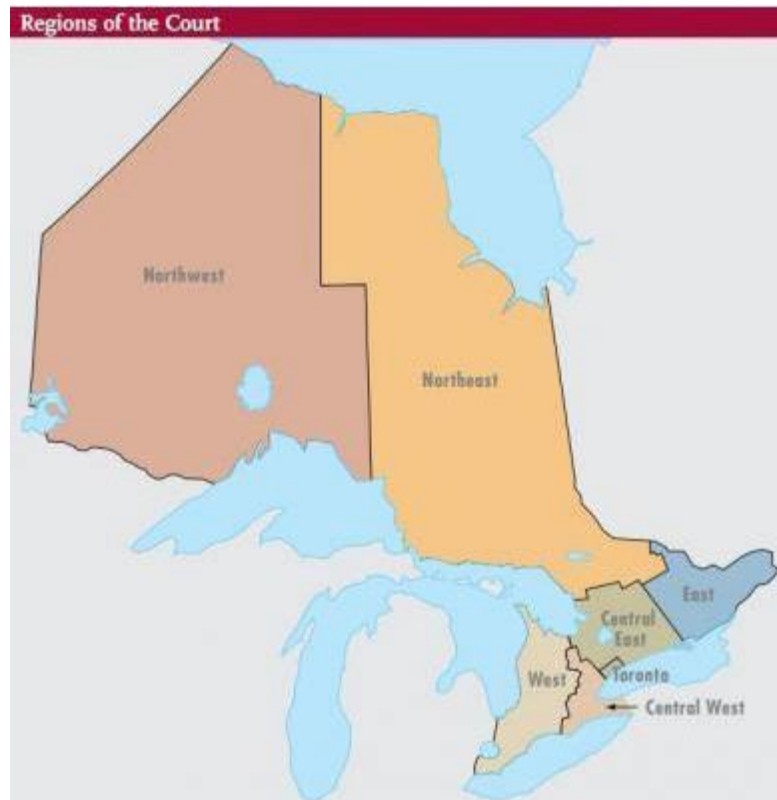 Regions of the Court
Northwest
Northeast
East
Central
East
Toronto
West
Central West